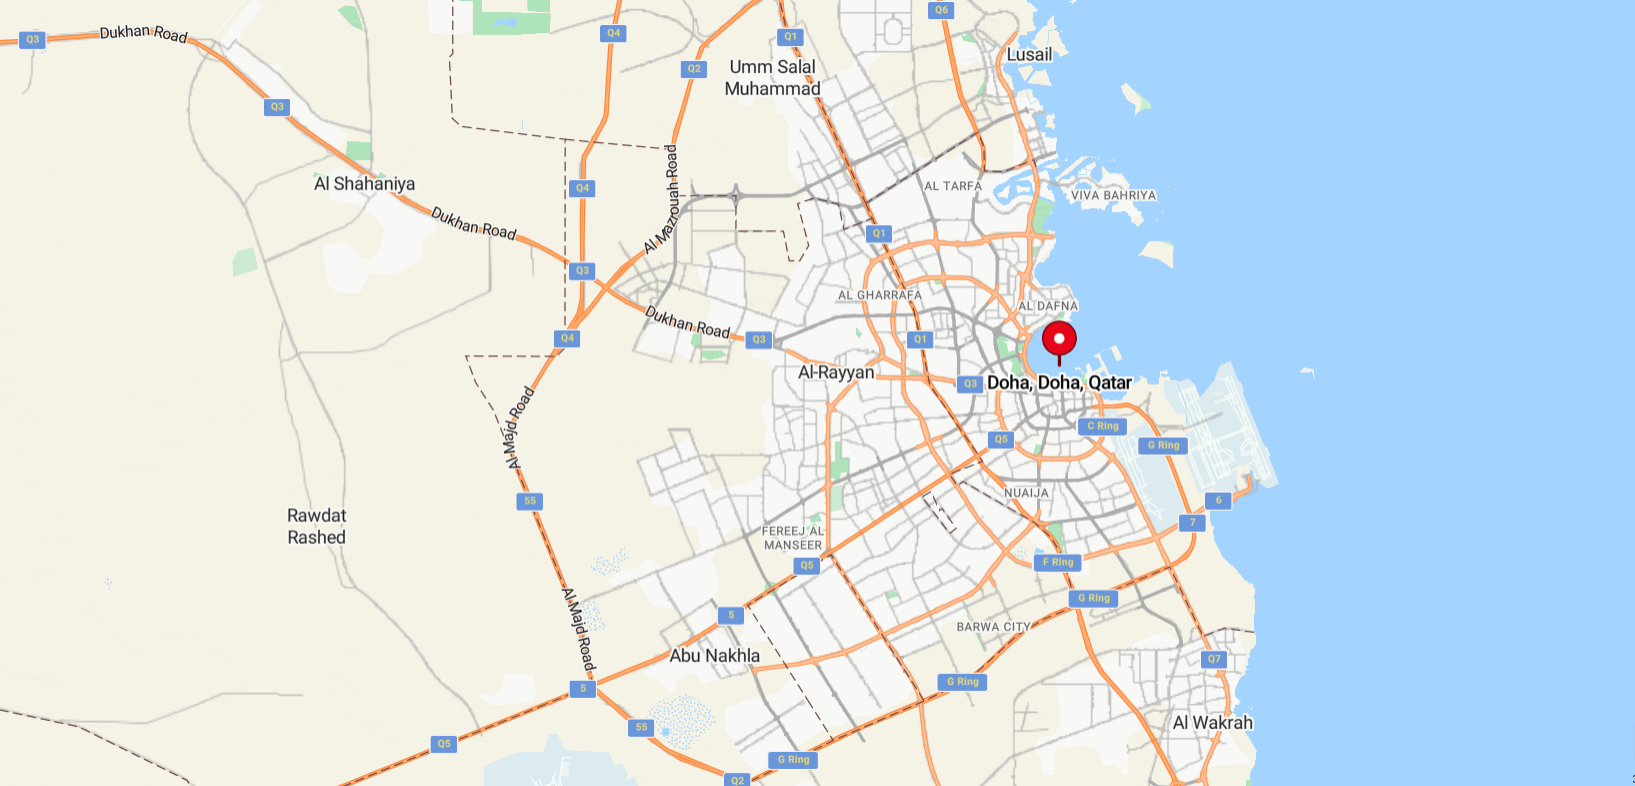 Q6
Q4
Q1
Q3
Dukhan Road
Lusail
Q2
Umm Salal
Muhammad
Q3
Al Shahaniya
Q4
Al Mazrouah Road
AL TARFA
VIVA BAHRIYA
Dukhan Road
Q1
Q3
AL GHARRAFA
AL DAFNA
Dukhan Road
Q4
Q3
Q1
Al-Rayyan
Q3
Doha, Doha, Qatar
Al-Majd Road
C Ring
Q5
G Ring
55
NUAIJA
6
Rawdat
Rashed
7
FEREEJ AL
MANSEER
Q5
F Ring
Al-Majd Road
G Ring
5
BARWA CITY
Abu Nakhla
Q7
5
G Ring
Al Wakrah
55
Q5
G Ring
Q2